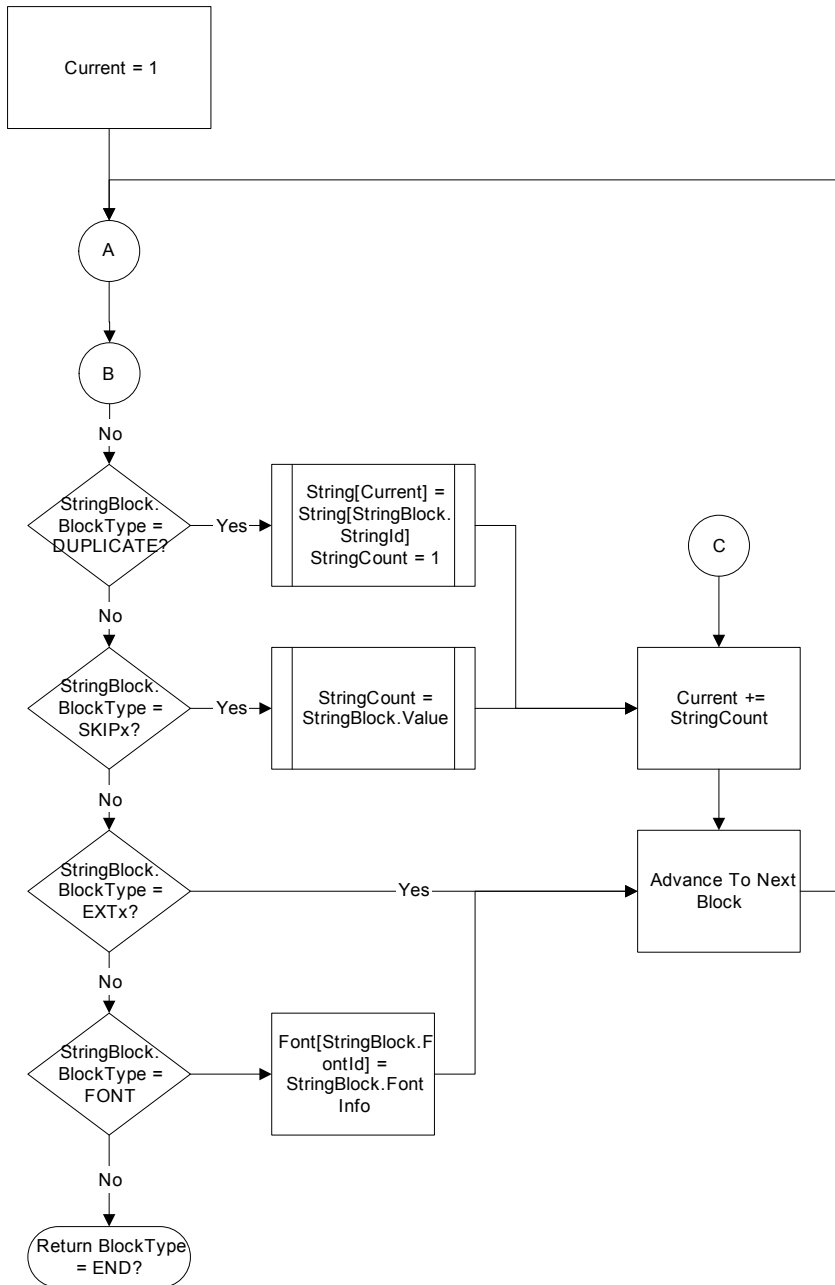 Current = 1
A
B
No
StringBlock.
BlockType =
DUPLICATE?
Yes
String[Current] =
String[StringBlock.
StringId]
StringCount = 1
C
No
StringBlock.
BlockType =
SKIPx?
Yes
StringCount =
StringBlock.Value
Current +=
StringCount
No
StringBlock.
BlockType =
EXTx?
Yes
Advance To Next
Block
No
StringBlock.
BlockType =
FONT
Font[StringBlock.F
ontId] =
StringBlock.Font
Info
No
Return BlockType
= END?